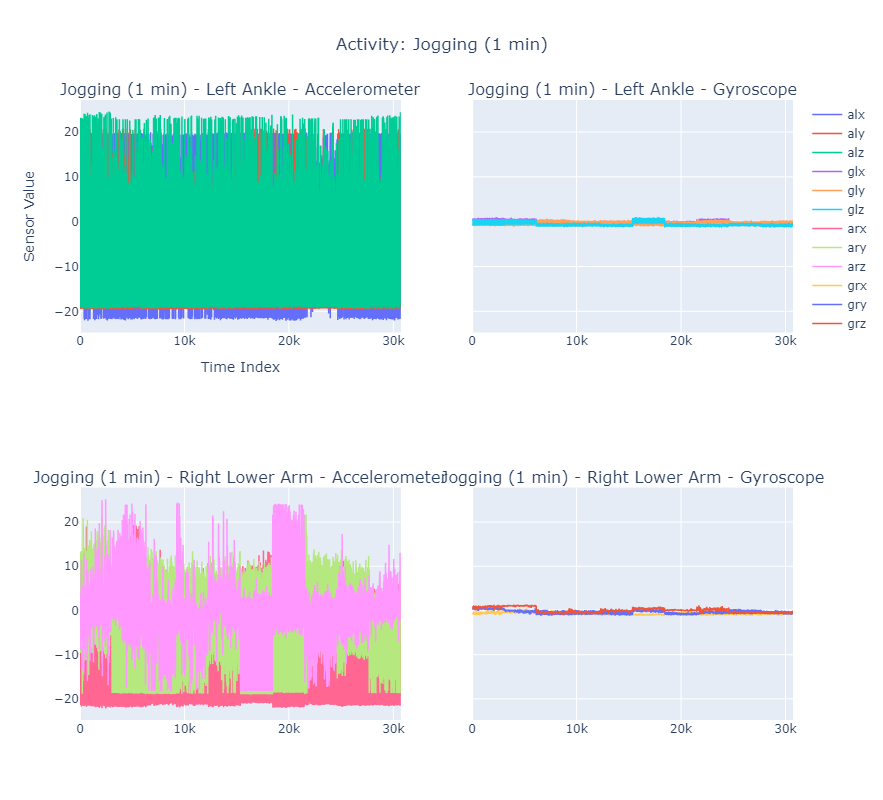 Activity: Jogging (1 min)
Jogging (1 min) - Left Ankle - Accelerometer
Jogging (1 min) - Left Ankle - Gyroscope
20
10
0
−10
−20
Sensor Value
0
10k
20k
30k
Time Index
0
10k
20k
30k
alx
aly
alz
glx
gly
glz
arx
ary
arz
grx
gry
grz
Jogging (1 min) - Right Lower Arm - Accelerometer
Jogging (1 min) - Right Lower Arm - Gyroscope
20
10
0
−10
−20
0
10k
20k
30k
0
10k
20k
30k